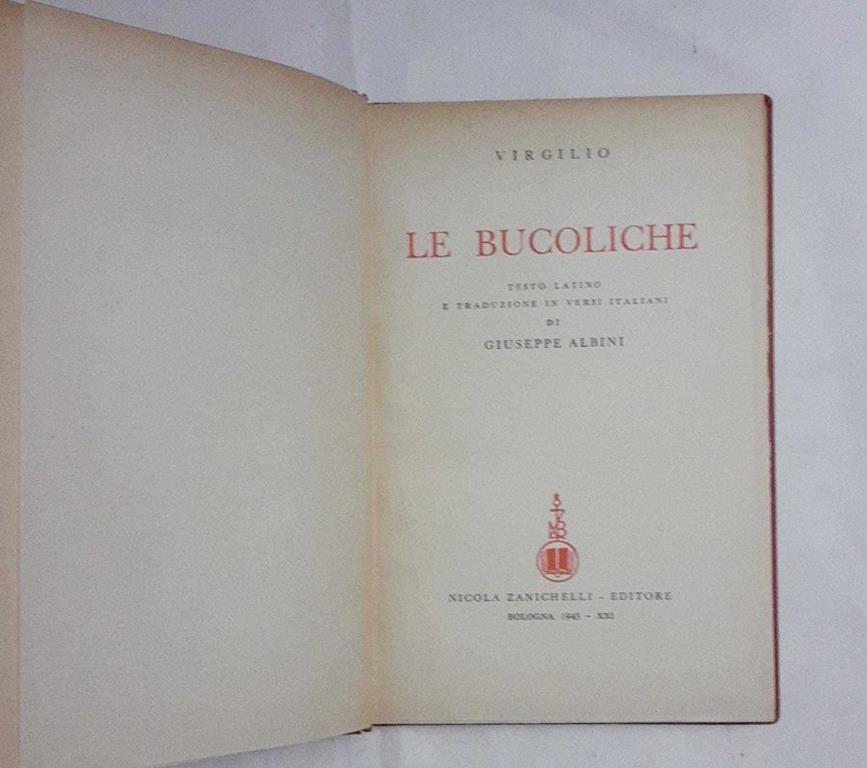 VIRGILIO
LE BUCOLICHE
TESTO LATINO
E TRADUZIONE IN VERSI ITALIANI
DI
GIUSEPPE ALBINI
NICOLA ZANICHELLI - EDITORE
BOLOGNA 1943 - XXI